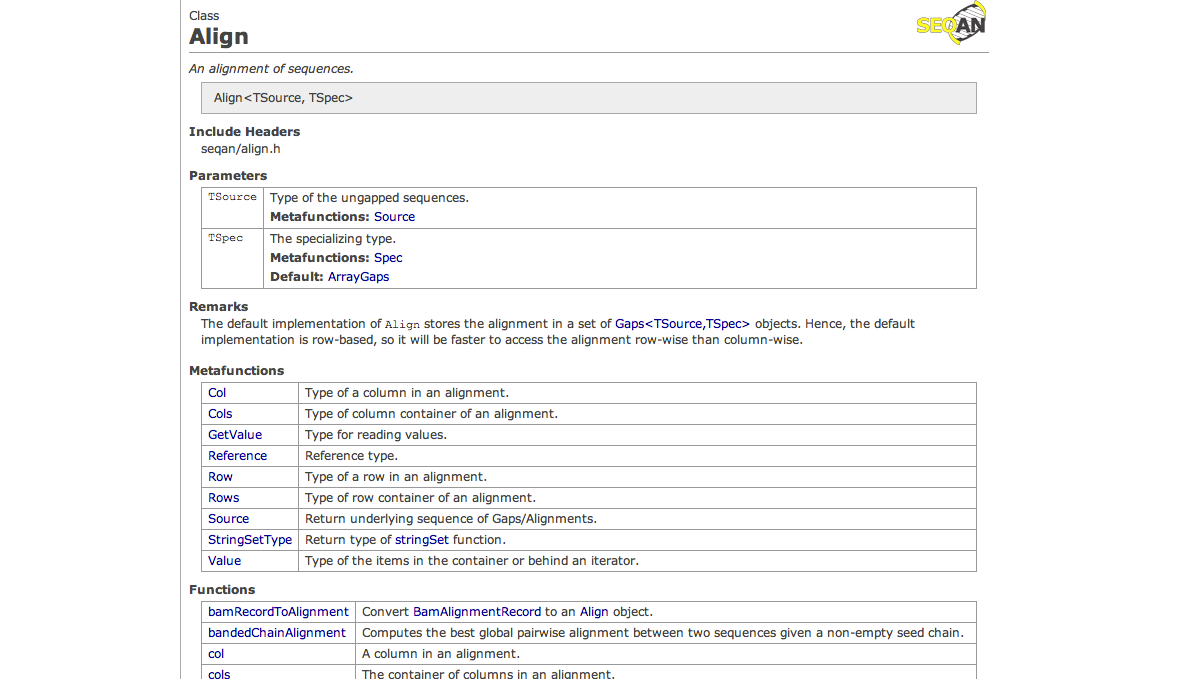 Class
SEQAN
Align
An alignment of sequences.
Align<TSource, TSpec>
Include Headers
seqan/align.h
Parameters
TSource Type of the ungapped sequences.
Metafunctions: Source
TSpec The specializing type.
Metafunctions: Spec
Default: ArrayGaps
Remarks
The default implementation of Align stores the alignment in a set of Gaps<TSource,TSpec> objects. Hence, the default
implementation is row-based, so it will be faster to access the alignment row-wise than column-wise.
Metafunctions
Col Type of a column in an alignment.
Cols Type of column container of an alignment.
GetValue Type for reading values.
Reference Reference type.
Row Type of a row in an alignment.
Rows Type of row container of an alignment.
Source Return underlying sequence of Gaps/Alignments.
StringSetType Return type of stringSet function.
Value Type of the items in the container or behind an iterator.
Functions
bamRecordToAlignment Convert BamAlignmentRecord to an Align object.
bandedChainAlignment Computes the best global pairwise alignment between two sequences given a non-empty seed chain.
col A column in an alignment.
cols The container of columns in an alignment.